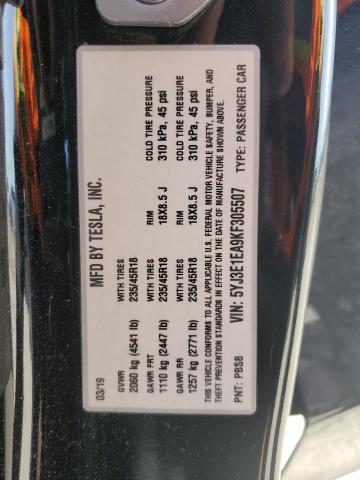 MFD BY TESLA, INC.
03/19
GVWR WITH TIRES RIM COLD TIRE PRESSURE
2060 kg (4541 lb) 235/45R18 18X8.5 J 310 kPa, 45 psi
GAWR FRT WITH TIRES RIM COLD TIRE PRESSURE
1110 kg (2447 lb) 235/45R18 18X8.5 J 310 kPa, 45 psi
GAWR RR
1257 kg (2771 lb)
THIS VEHICLE CONFORMS TO ALL APPLICABLE U.S. FEDERAL MOTOR VEHICLE SAFETY, BUMPER, AND
THEFT PREVENTION STANDARDS IN EFFECT ON THE DATE OF MANUFACTURE SHOWN ABOVE.
VIN: 5YJ3E1EA9KF305507 TYPE: PASSENGER CAR
PNT: PBSB